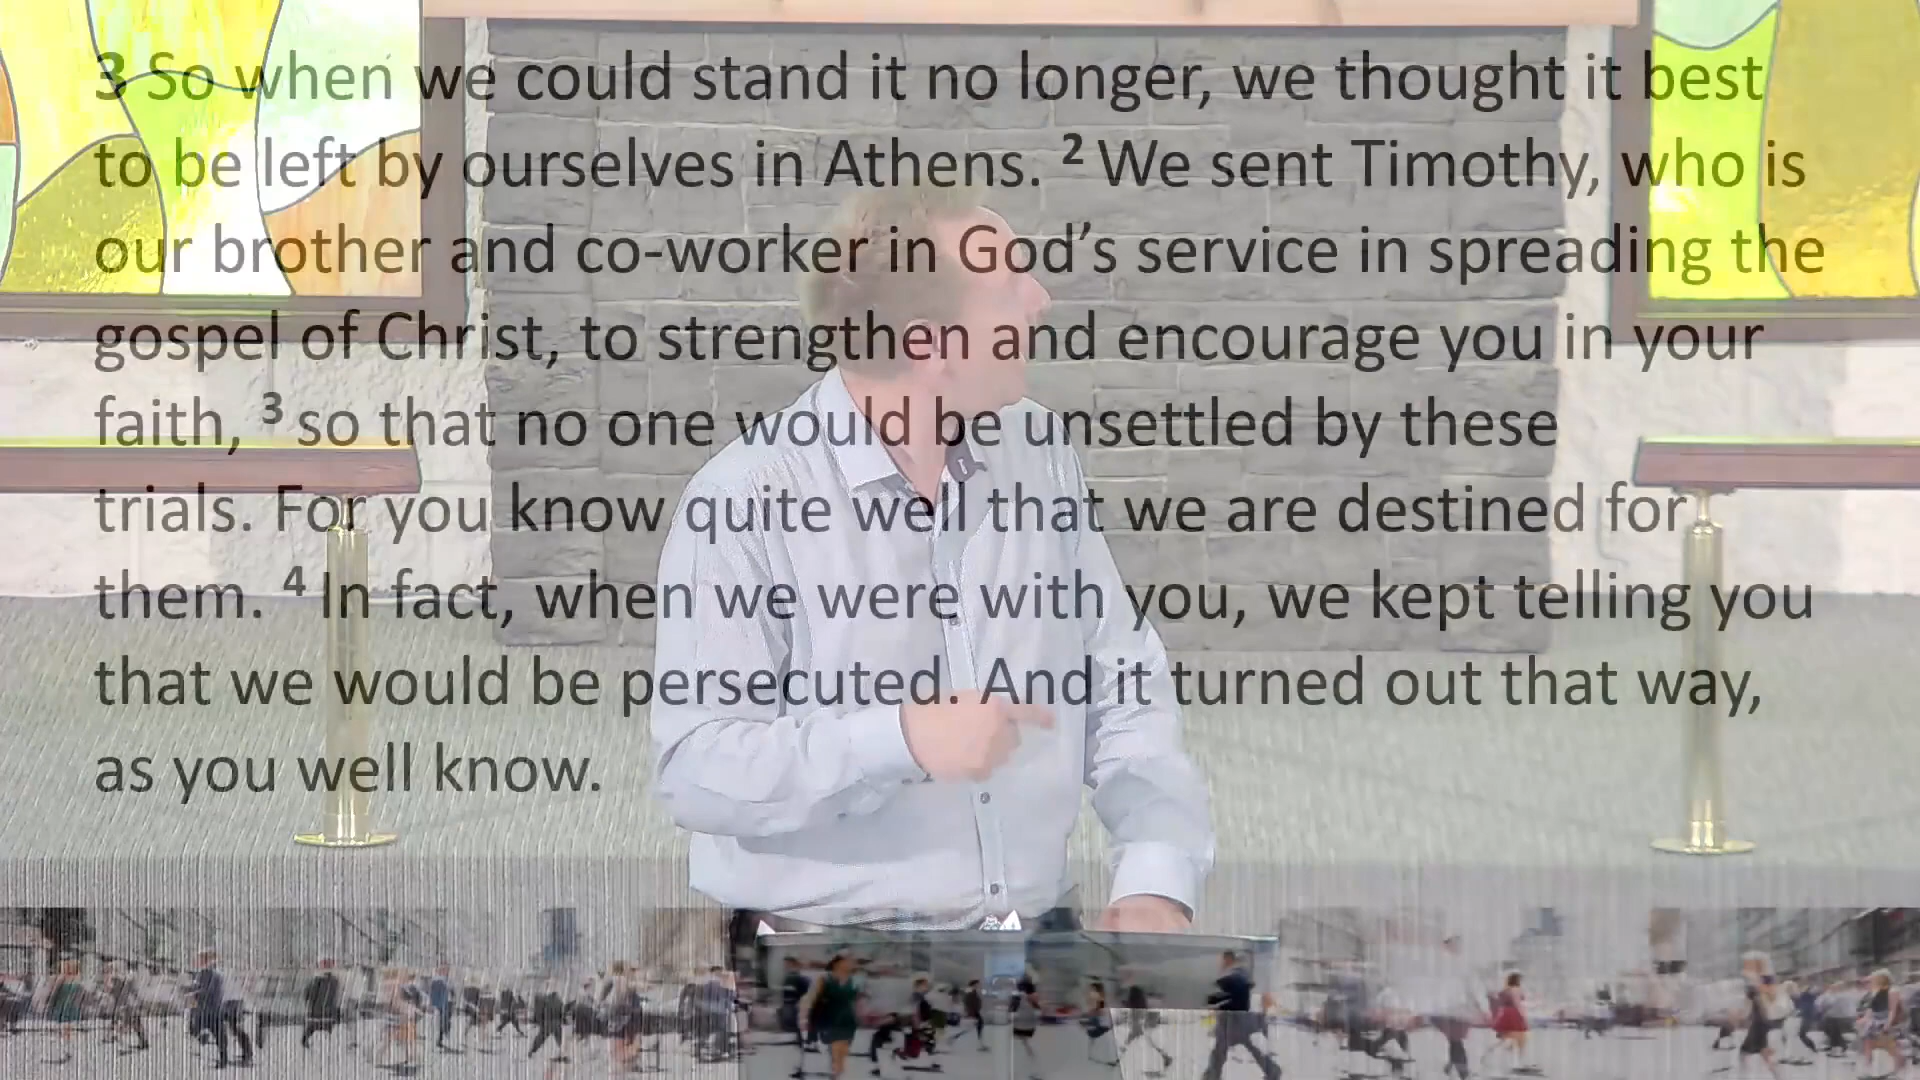 3 So when we could stand it no longer, we thought it best
to be left by ourselves in Athens. 2 We sent Timothy, who is
our brother and co-worker in God’s service in spreading the
gospel of Christ, to strengthen and encourage you in your
faith, 3 so that no one would be unsettled by these
trials. For you know quite well that we are destined for
them. 4 In fact, when we were with you, we kept telling you
that we would be persecuted. And it turned out that way,
as you well know.